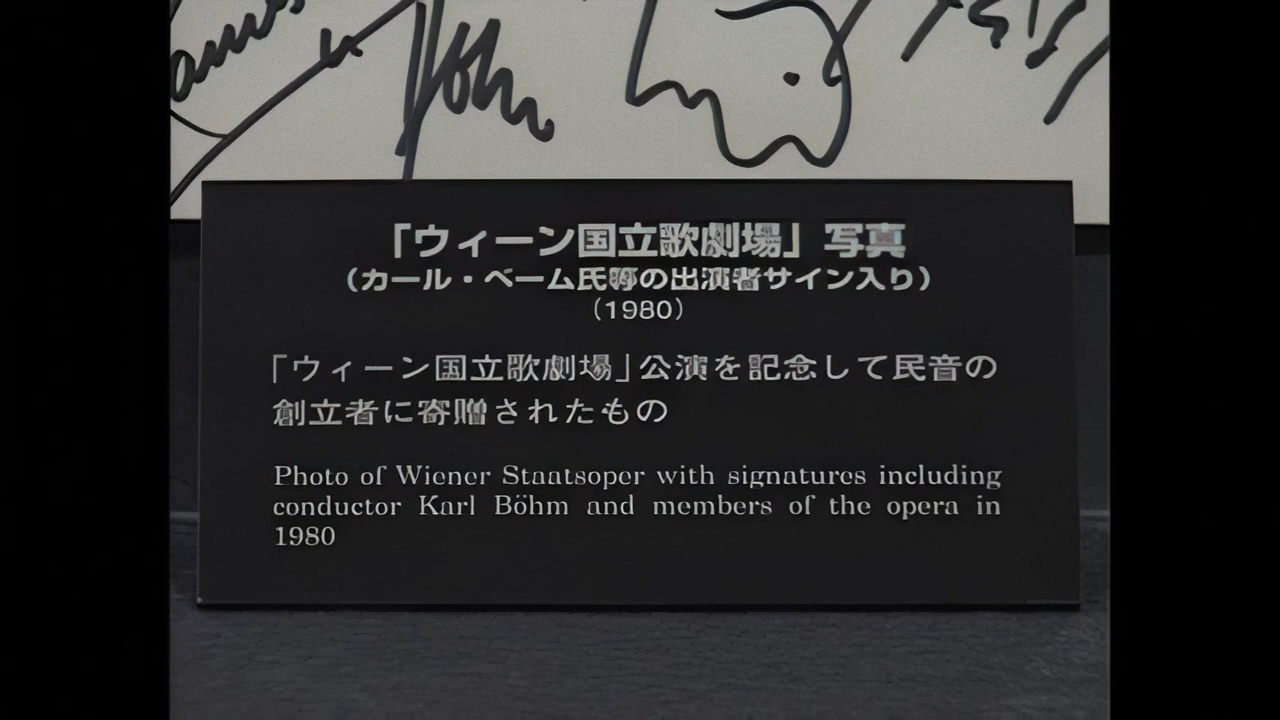 「ウィーン国立歌劇場」 写真
(カール・ベーム氏等の出演者サイン入り)
(1980)
「ウィーン国立歌劇場」公演を記念して民音の
創立者に寄贈されたもの
Photo of Wiener Staatsoper with signatures including
conductor Karl Böhm and members of the opera in
1980